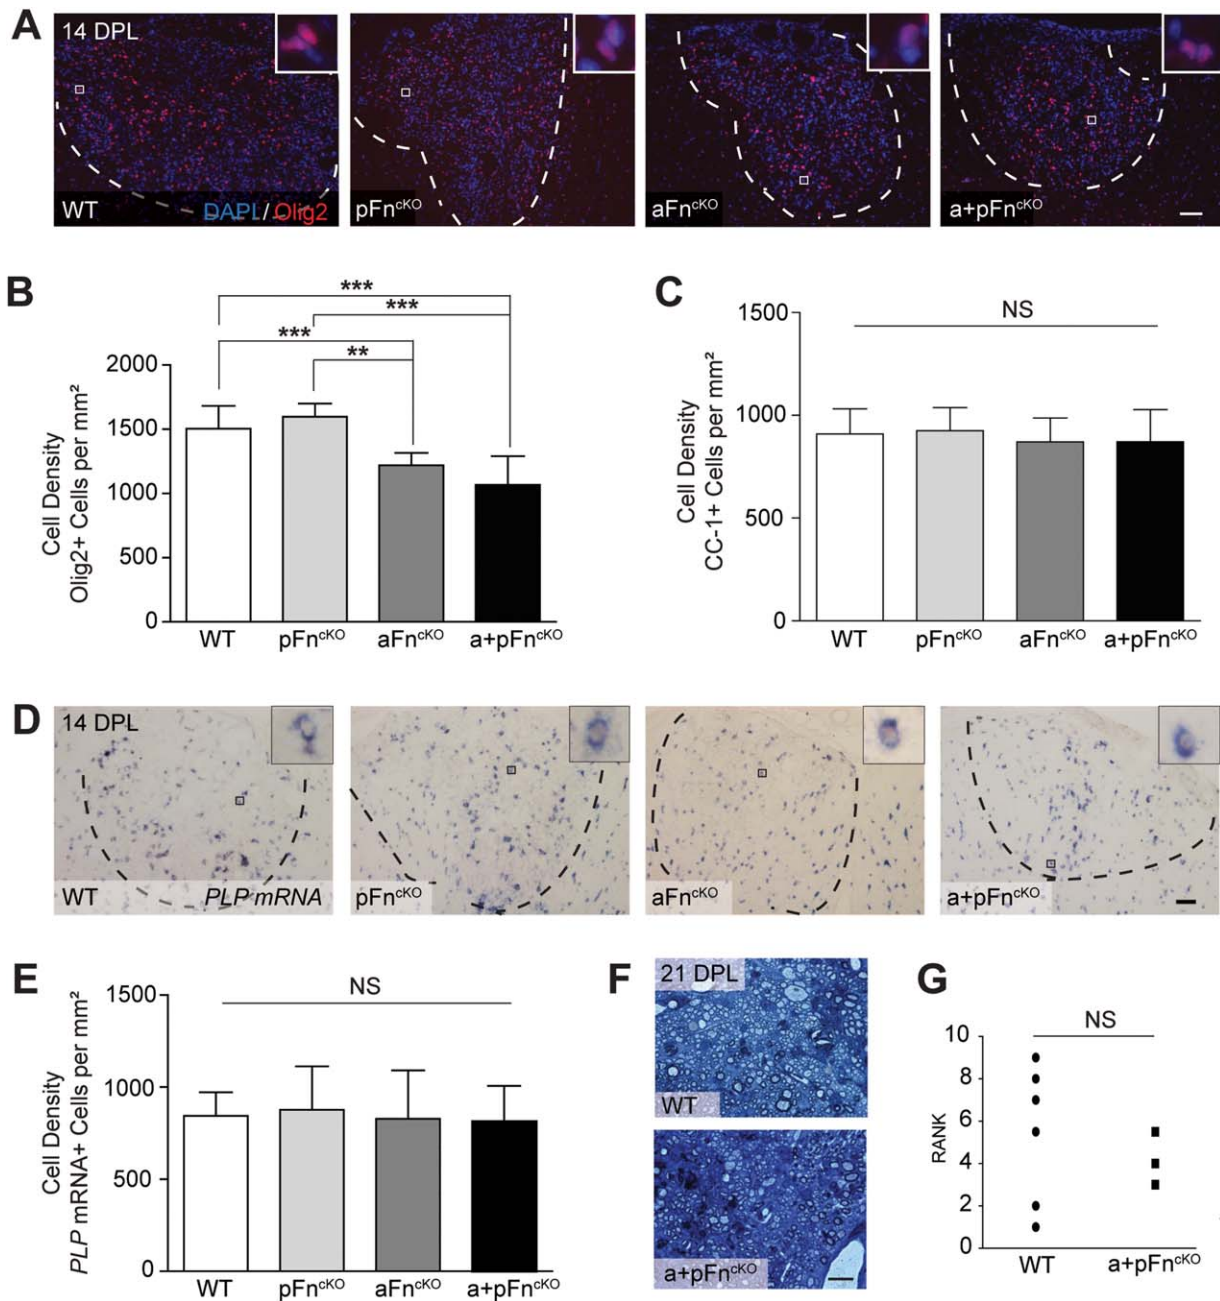 A
14 DPL
WT
DAPL/Olig2
pFn^cKO
aFn^cKO
a+pFn^cKO
B
***
***
***
**
2000
1500
1000
500
0
Cell Density
Olig2+ Cells per mm²
WT
pFn^cKO
aFn^cKO
a+pFn^cKO
C
NS
1500
1000
500
0
Cell Density
CC-1+ Cells per mm²
WT
pFn^cKO
aFn^cKO
a+pFn^cKO
D
14 DPL
WT
PLP mRNA
pFn^cKO
aFn^cKO
a+pFn^cKO
E
NS
1500
1000
500
0
Cell Density
PLP mRNA+ Cells per mm²
WT
pFn^cKO
aFn^cKO
a+pFn^cKO
F
21 DPL
WT
a+pFn^cKO
G
NS
10
8
6
4
2
0
RANK
WT
a+pFn^cKO